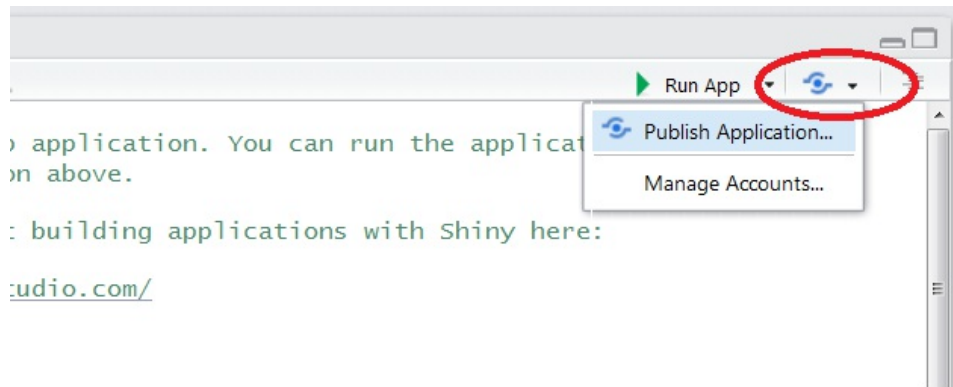 Run App
Publish Application...
application. You can run the applicat
on above.
Manage Accounts...
building applications with Shiny here:
tudio.com/